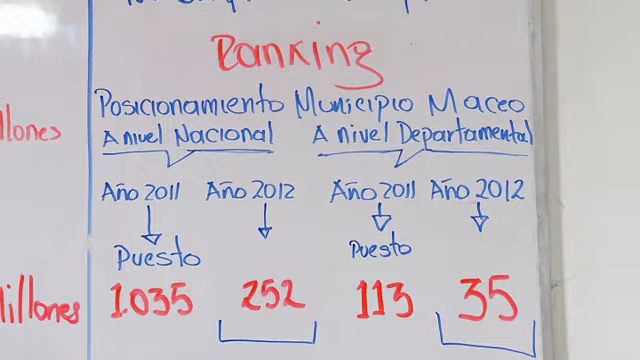 Ranking
Posicionamiento Municipio Maceo
A nivel Nacional A nivel Departamental
llones
Año 2011 Año 2012 Año 2011 Año 2012
Puesto Puesto
illones 1.035 252 113 35